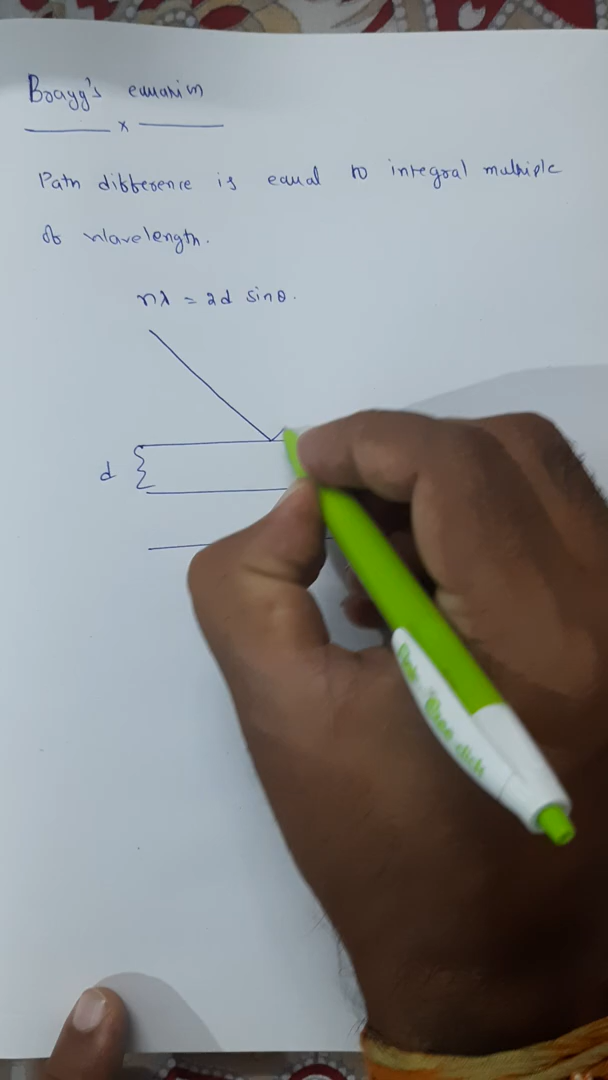 Bragg's equation
x
Path difference is equal to integral multiple
of wavelength.
nλ = 2d sinθ.
d